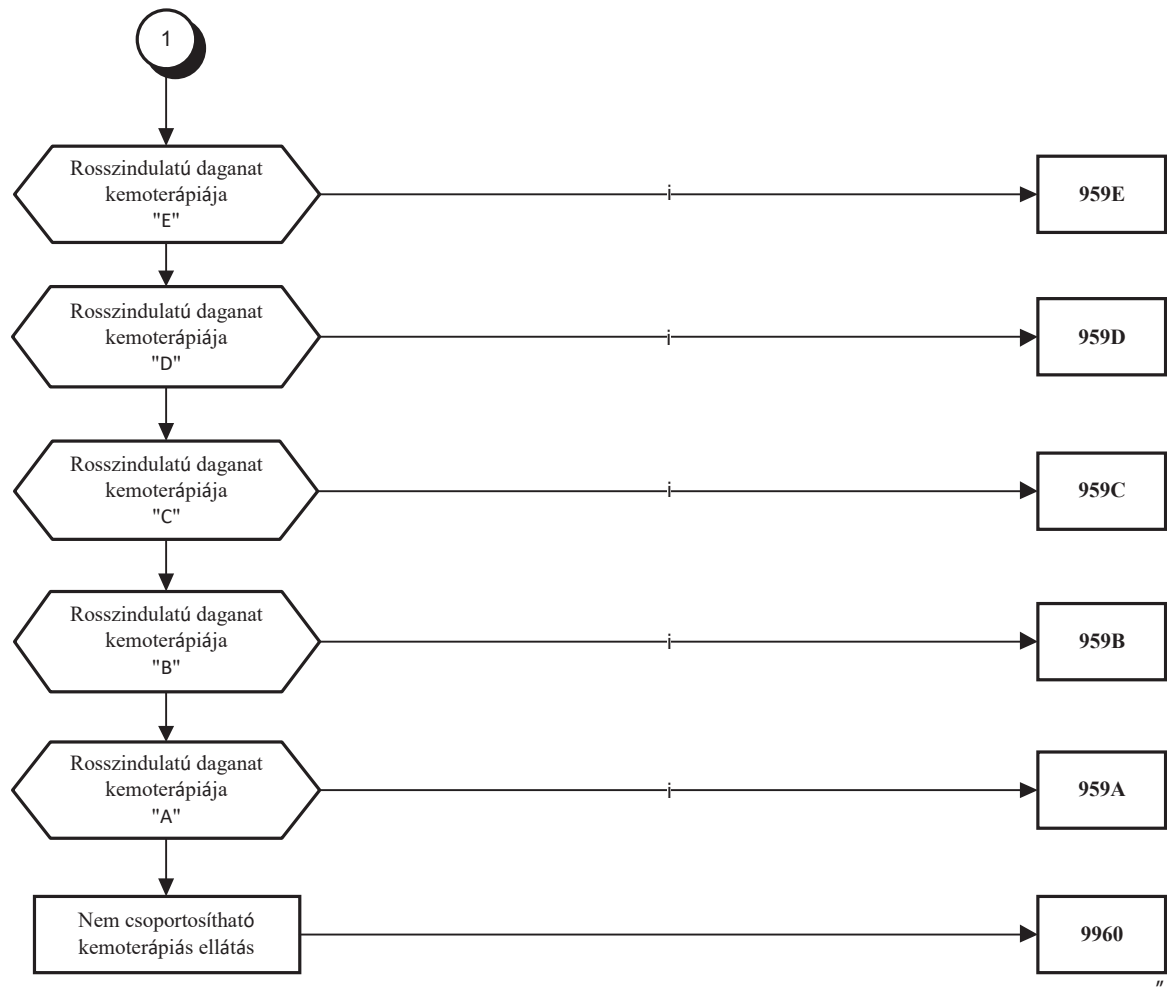 1
Rosszindulatú daganat
kemoterápiája
"E"
i
959E
Rosszindulatú daganat
kemoterápiája
"D"
i
959D
Rosszindulatú daganat
kemoterápiája
"C"
i
959C
Rosszindulatú daganat
kemoterápiája
"B"
i
959B
Rosszindulatú daganat
kemoterápiája
"A"
i
959A
Nem csoportosítható
kemoterápiás ellátás
9960
"